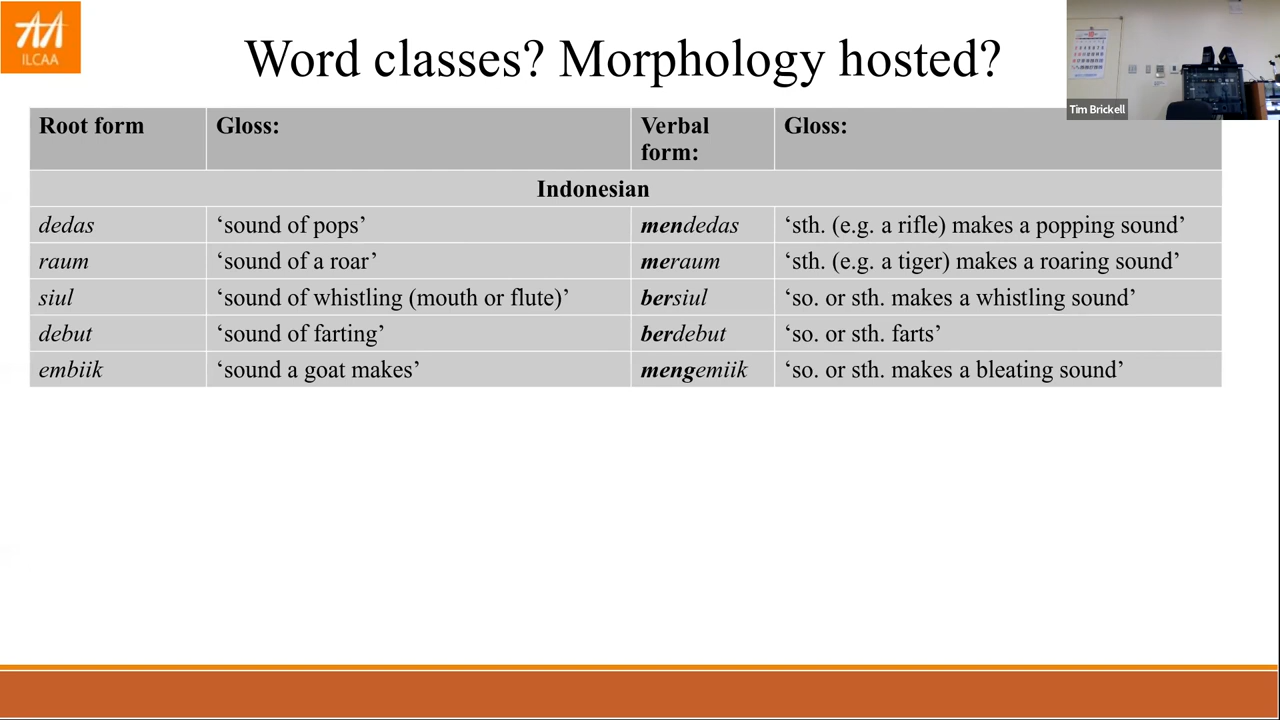 ILCAA
Word classes? Morphology hosted?
Tim Brickell
Root form Gloss: Verbal form: Gloss:
Indonesian
dedas ‘sound of pops’ mendedas ‘sth. (e.g. a rifle) makes a popping sound’
raum ‘sound of a roar’ meraum ‘sth. (e.g. a tiger) makes a roaring sound’
siul ‘sound of whistling (mouth or flute)’ bersiul ‘so. or sth. makes a whistling sound’
debut ‘sound of farting’ berdebut ‘so. or sth. farts’
embiik ‘sound a goat makes’ mengemiik ‘so. or sth. makes a bleating sound’